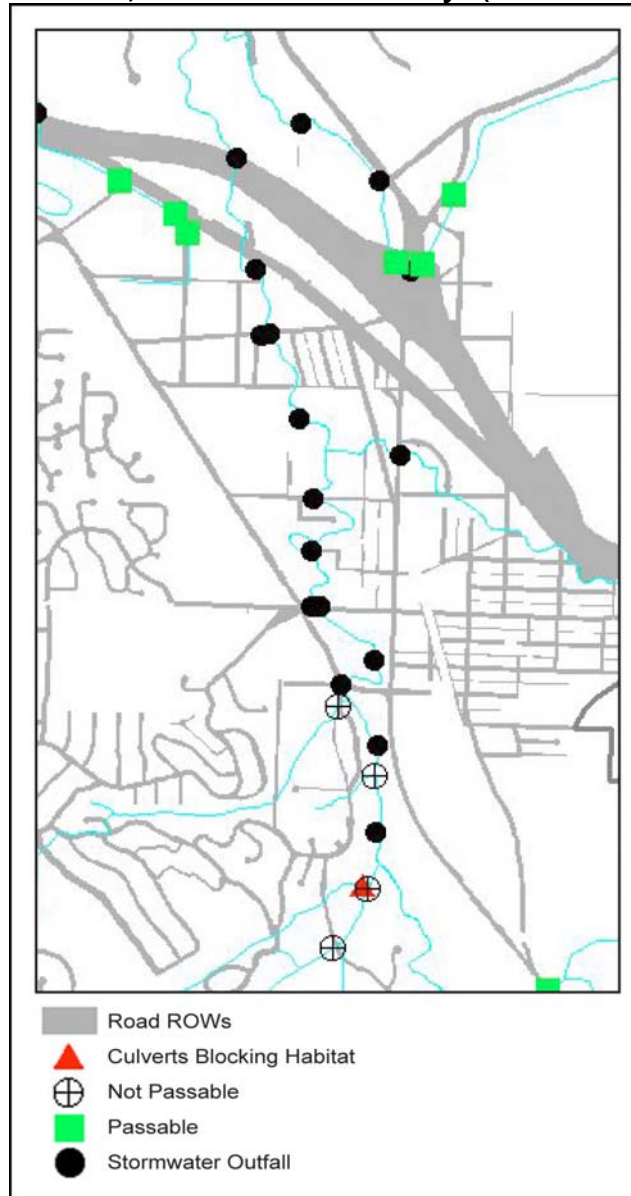 Road ROWs
Culverts Blocking Habitat
Not Passable
Passable
Stormwater Outfall